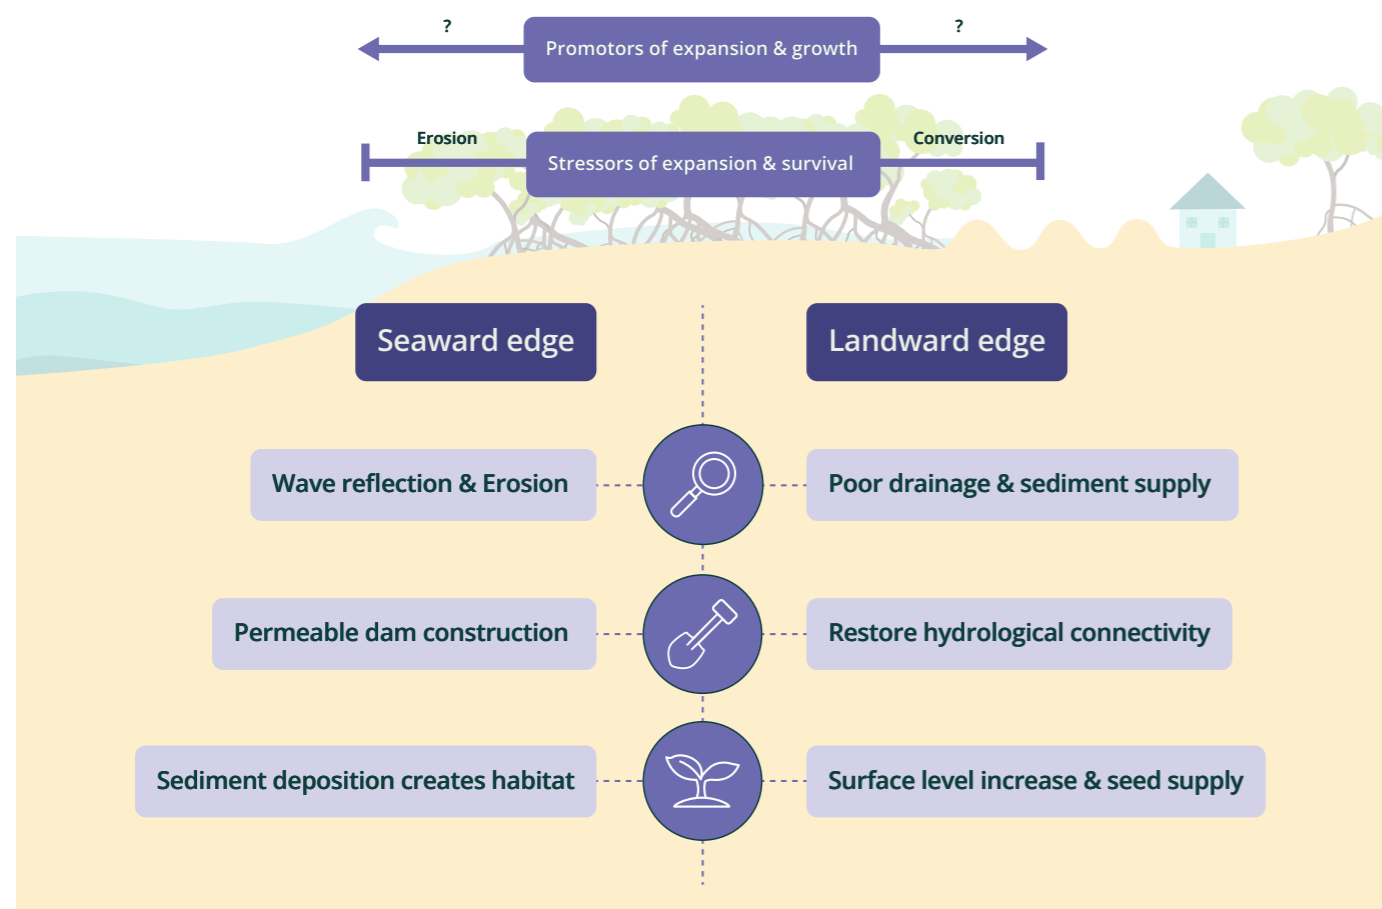 ? ?
Promotors of expansion & growth
Erosion Conversion
Stressors of expansion & survival
Seaward edge Landward edge
Wave reflection & Erosion Poor drainage & sediment supply
Permeable dam construction Restore hydrological connectivity
Sediment deposition creates habitat Surface level increase & seed supply